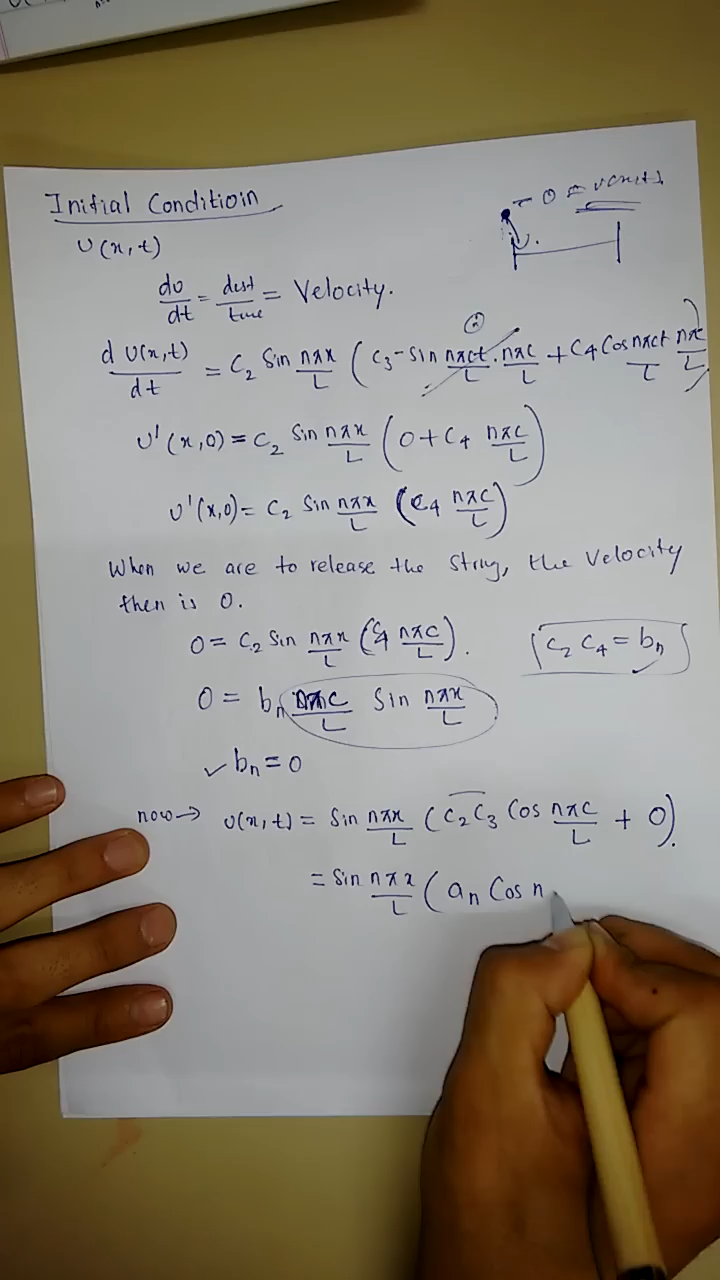 Initial Conditioin
U(x,t)
du/dt = dest/time = Velocity.
d U(x,t)/dt = C₂ Sin nπx/L (C₃ - Sin nπct/L . nπc/L + C₄ Cos nπct/L nπc/L)
U'(x,0) = C₂ Sin nπx/L (0 + C₄ nπc/L)
U'(x,0) = C₂ Sin nπx/L (C₄ nπc/L)
When we are to release the String, the Velocity
then is 0.
0 = C₂ Sin nπx/L (C₄ nπc/L).
C₂ C₄ = bₙ
0 = bₙ nπc/L Sin nπx/L
✓ bₙ = 0
now → U(x,t) = Sin nπx/L (C₂C₃ Cos nπc/L + 0).
= Sin nπx/L (aₙ Cos n